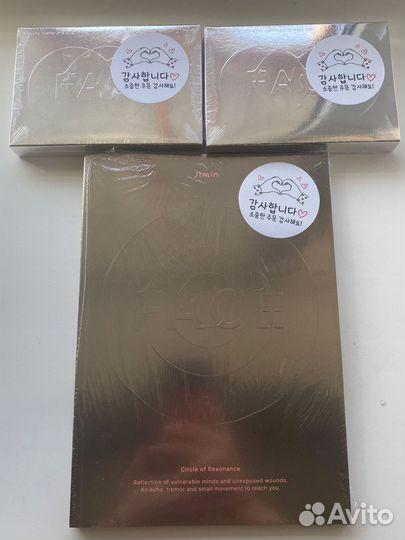 FACE
감사합니다♡
소중한 주문 감사해요!
FACE
감사합니다♡
소중한 주문 감사해요!
Jimin
감사합니다♡
소중한 주문 감사해요!
FACE
Circle of Resonance
Reflection of vulnerable minds and unexposed wounds.
An echo, tremor and small movement to reach you.
Avito